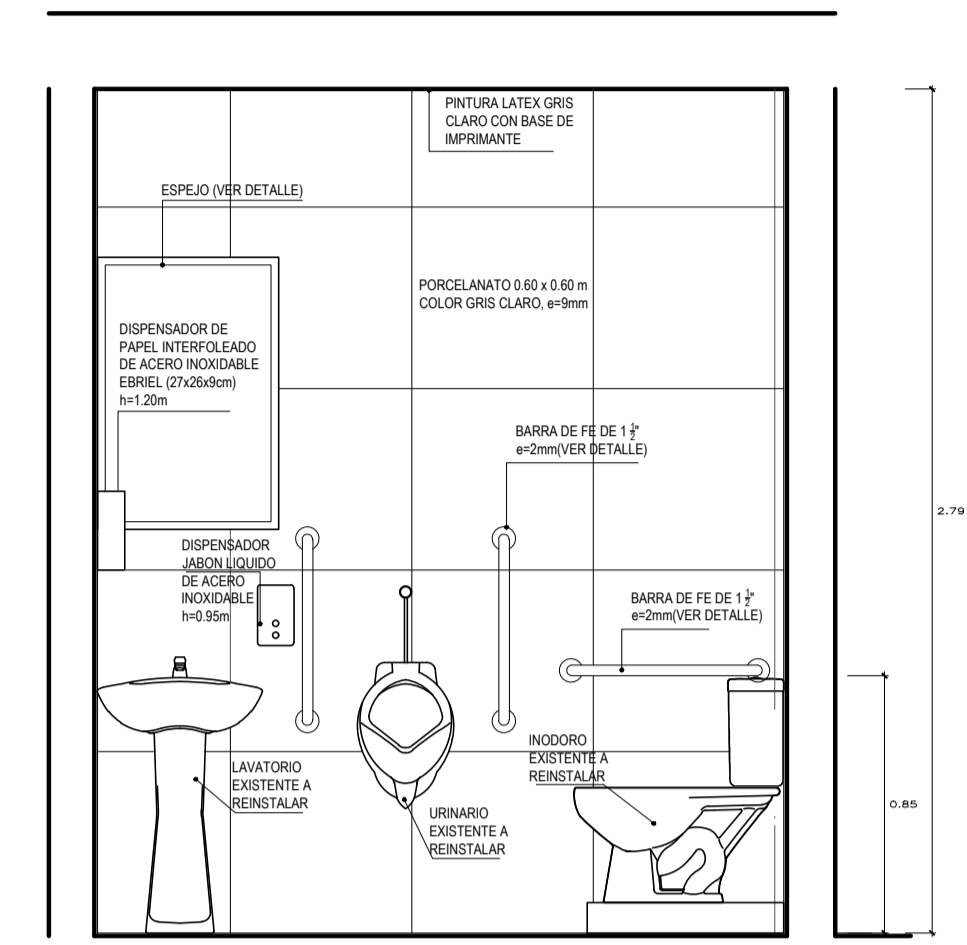 PINTURA LATEX GRIS
CLARO CON BASE DE
IMPRIMANTE
ESPEJO (VER DETALLE)
PORCELANATO 0.60 x 0.60 m
COLOR GRIS CLARO, e=9mm
DISPENSADOR DE
PAPEL INTERFOLEADO
DE ACERO INOXIDABLE
EBRIEL (27x26x9cm)
h=1.20m
BARRA DE FE DE 1 ½"
e=2mm(VER DETALLE)
2.79
DISPENSADOR
JABON LIQUIDO
DE ACERO
INOXIDABLE
h=0.95m
BARRA DE FE DE 1 ½"
e=2mm(VER DETALLE)
INODORO
EXISTENTE A
REINSTALAR
LAVATORIO
EXISTENTE A
REINSTALAR
URINARIO
EXISTENTE A
REINSTALAR
0.85